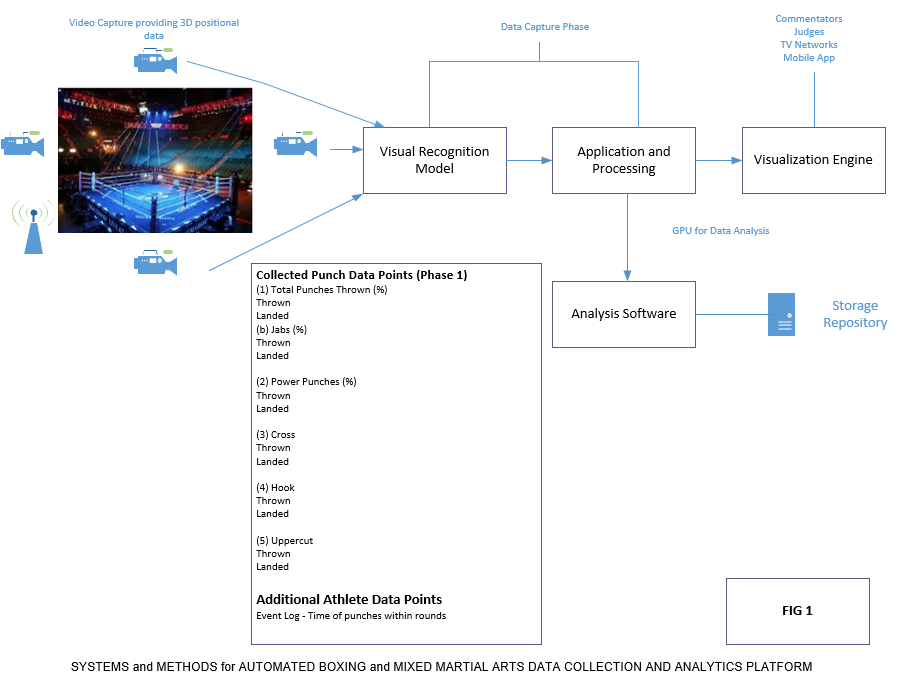 Video Capture providing 3D positional
data
Data Capture Phase
Commentators
Judges
TV Networks
Mobile App
Visual Recognition
Model
Application and
Processing
Visualization Engine
GPU for Data Analysis
Analysis Software
Storage
Repository
Collected Punch Data Points (Phase 1)
(1) Total Punches Thrown (%)
Thrown
Landed
(b) Jabs (%)
Thrown
Landed
(2) Power Punches (%)
Thrown
Landed
(3) Cross
Thrown
Landed
(4) Hook
Thrown
Landed
(5) Uppercut
Thrown
Landed
Additional Athlete Data Points
Event Log - Time of punches within rounds
FIG 1
SYSTEMS and METHODS for AUTOMATED BOXING and MIXED MARTIAL ARTS DATA COLLECTION AND ANALYTICS PLATFORM